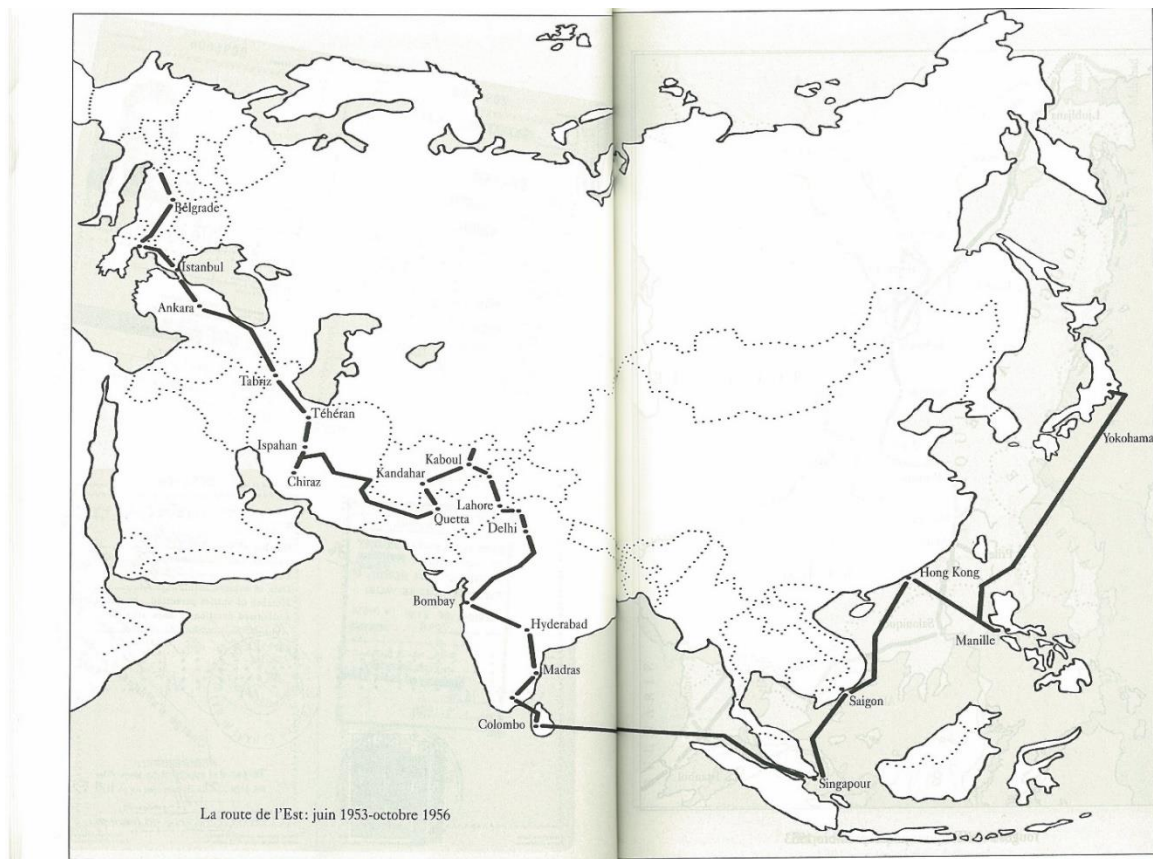 Belgrade
Istanbul
Ankara
Tabriz
Téhéran
Ispahan
Chiraz
Kandahar
Kaboul
Quetta
Lahore
Delhi
Bombay
Hyderabad
Madras
Colombo
Yokohama
Hong Kong
Manille
Saigon
Singapour
La route de l'Est: juin 1953-octobre 1956